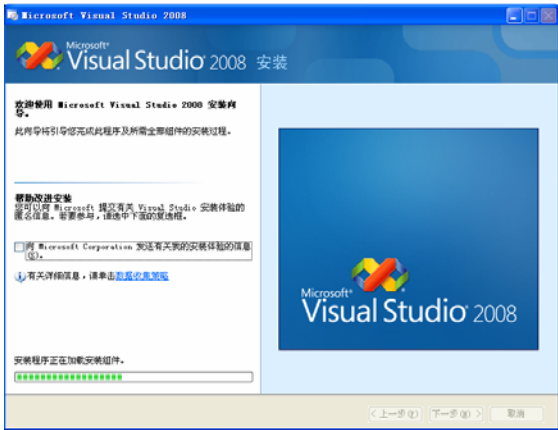 Microsoft Visual Studio 2008
Microsoft®
Visual Studio® 2008 安装
欢迎使用 Microsoft Visual Studio 2008 安装向
导。
此向导将引导您完成此程序及所需全部组件的安装过程。
帮助改进安装
您可以向 Microsoft 提交有关 Visual Studio 安装体验的
匿名信息。若要参与，请选中下面的复选框。
向 Microsoft Corporation 发送有关我的安装体验的信息
(S)。
有关详细信息，请单击数据收集策略
Microsoft®
Visual Studio® 2008
安装程序正在加载安装组件。
< 上一步(P) 下一步(N) > 取消